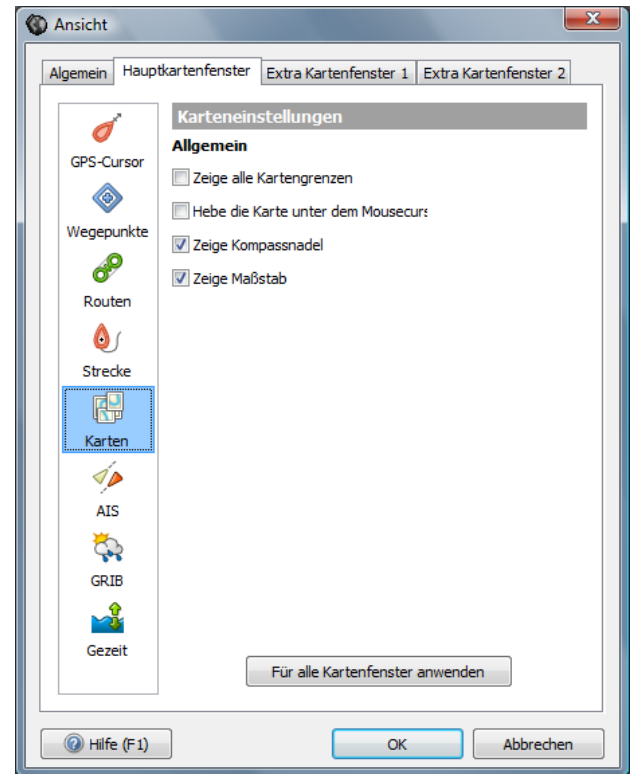 Ansicht
Algemein Hauptkartenfenster Extra Kartenfenster 1 Extra Kartenfenster 2
GPS-Cursor
Wegepunkte
Routen
Strecke
Karten
AIS
GRIB
Gezeit
Karteneinstellungen
Allgemein
Zeige alle Kartengrenzen
Hebe die Karte unter dem Mousecurs
Zeige Kompassnadel
Zeige Maßstab
Für alle Kartenfenster anwenden
Hilfe (F1) OK Abbrechen